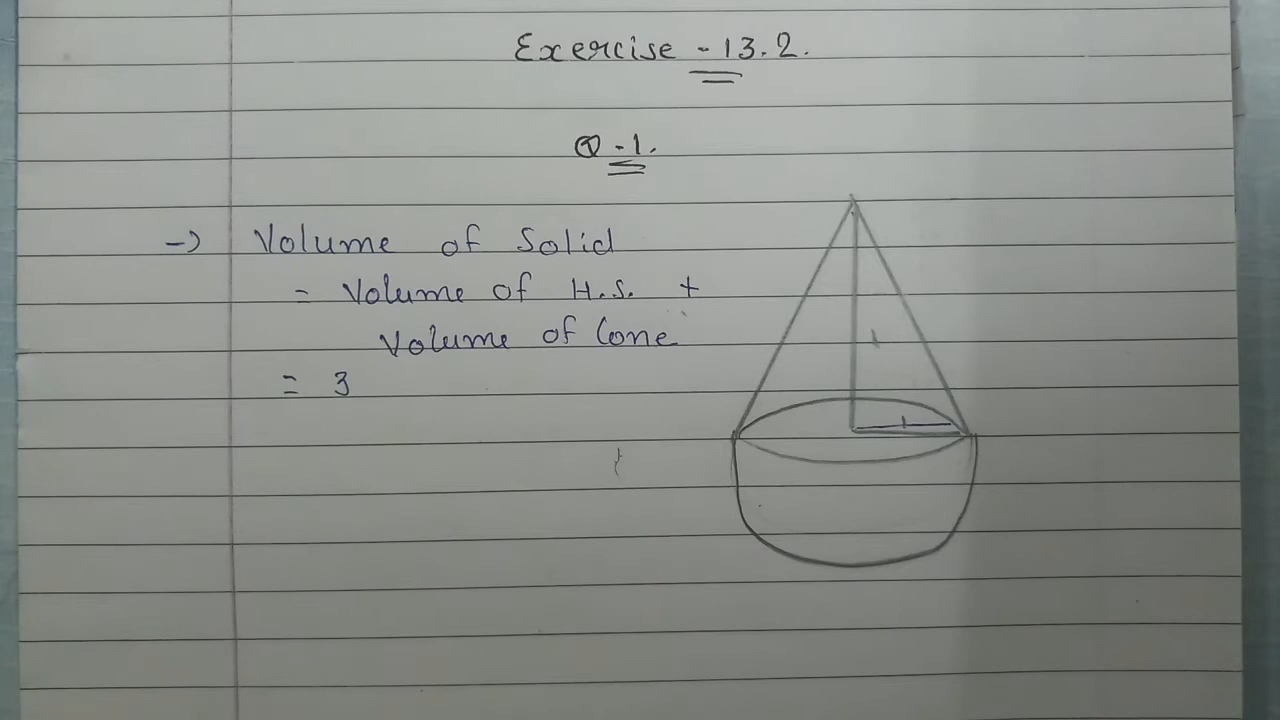 Exercise - 13.2.
Q-1.
→ Volume of Solid
= Volume of H.S. +
Volume of Cone
= 3
1
1